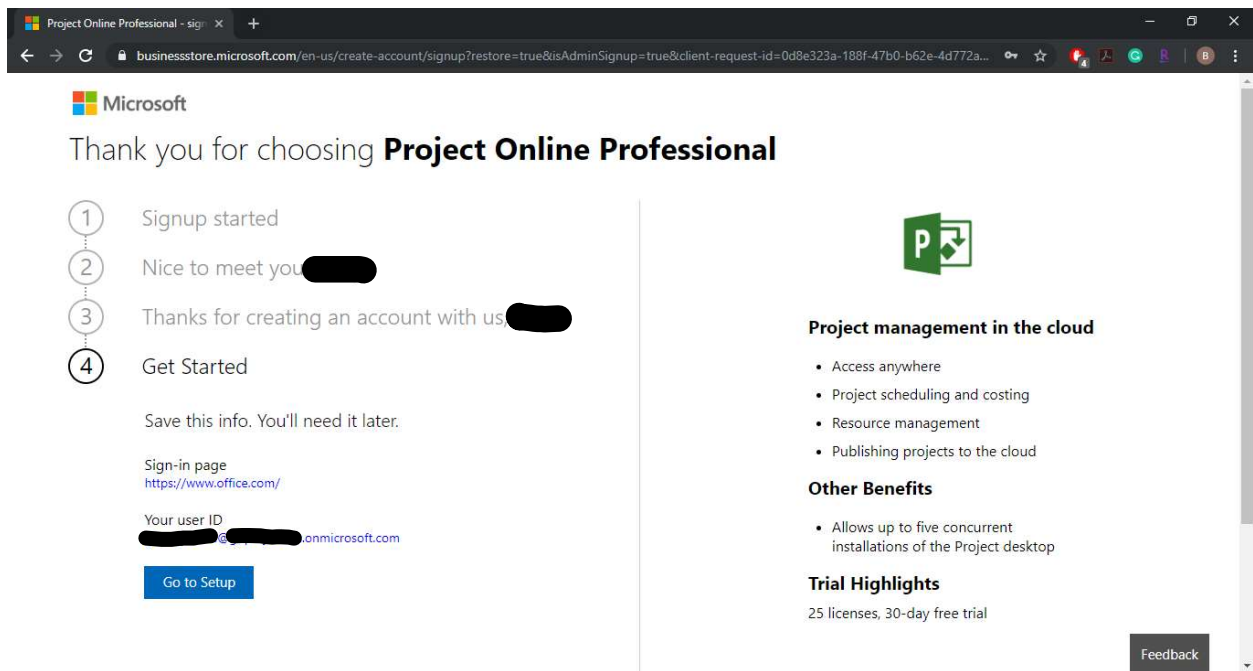 Project Online Professional - sign
businessstore.microsoft.com/en-us/create-account/signup?restore=true&isAdminSignup=true&client-request-id=0d8e323a-188f-47b0-b62e-4d772a...
4
B
Microsoft
Thank you for choosing Project Online Professional
1 Signup started
2 Nice to meet you
3 Thanks for creating an account with us,
4 Get Started
Save this info. You'll need it later.
Sign-in page
https://www.office.com/
Your user ID
@ .onmicrosoft.com
Go to Setup
P
Project management in the cloud
• Access anywhere
• Project scheduling and costing
• Resource management
• Publishing projects to the cloud
Other Benefits
• Allows up to five concurrent
installations of the Project desktop
Trial Highlights
25 licenses, 30-day free trial
Feedback